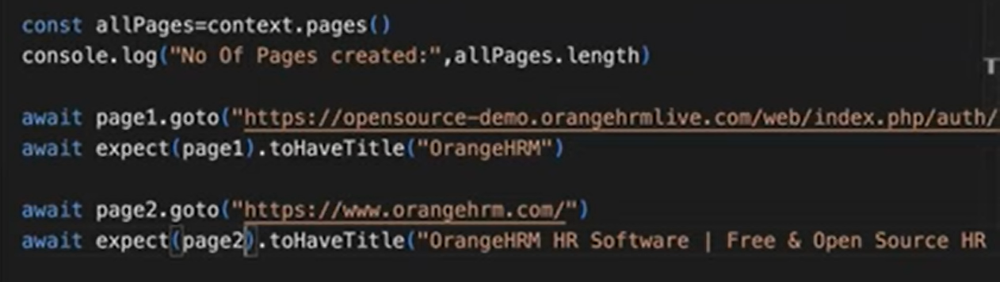 const allPages=context.pages()
console.log("No Of Pages created:",allPages.length)
T
await page1.goto("https://opensource-demo.orangehrmlive.com/web/index.php/auth/
await expect(page1).toHaveTitle("OrangeHRM")
await page2.goto("https://www.orangehrm.com/")
await expect(page2).toHaveTitle("OrangeHRM HR Software | Free & Open Source HR